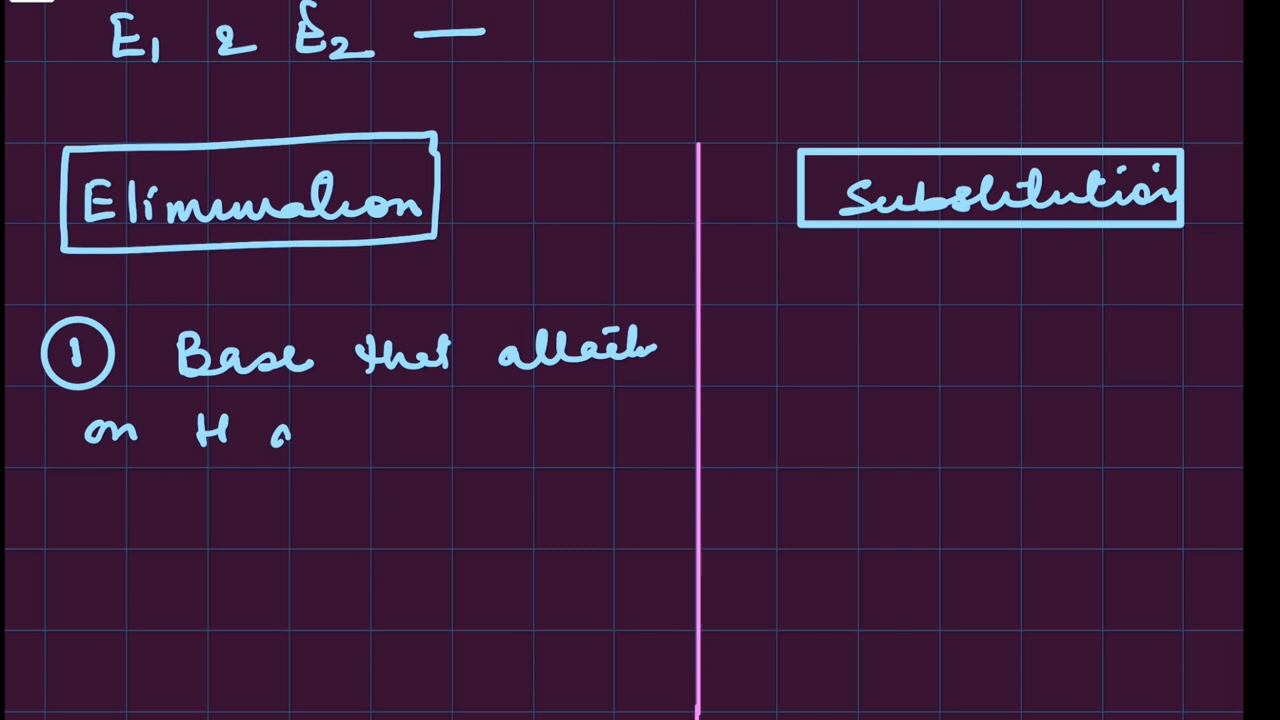 E₁ & E₂ —
Elimination
Substitution
① Base that attack
on H a